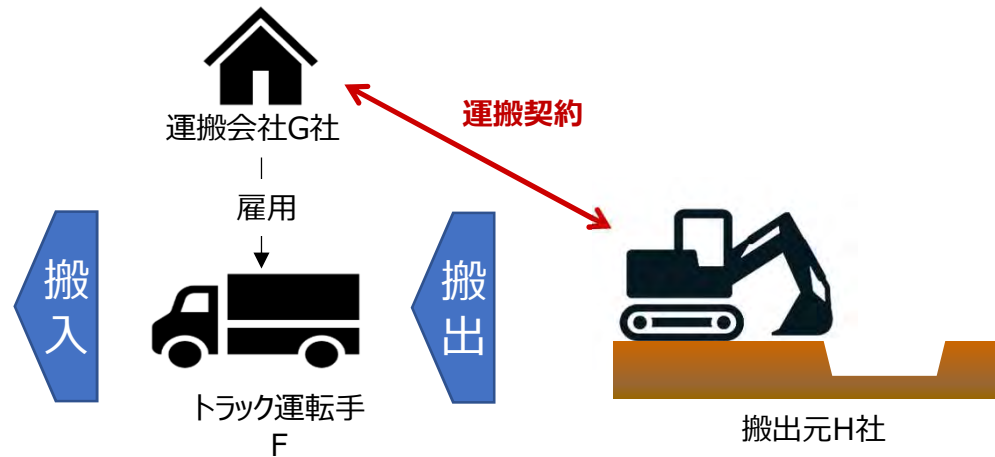 運搬会社G社
運搬契約
雇用
搬入
搬出
トラック運転手
F
搬出元H社